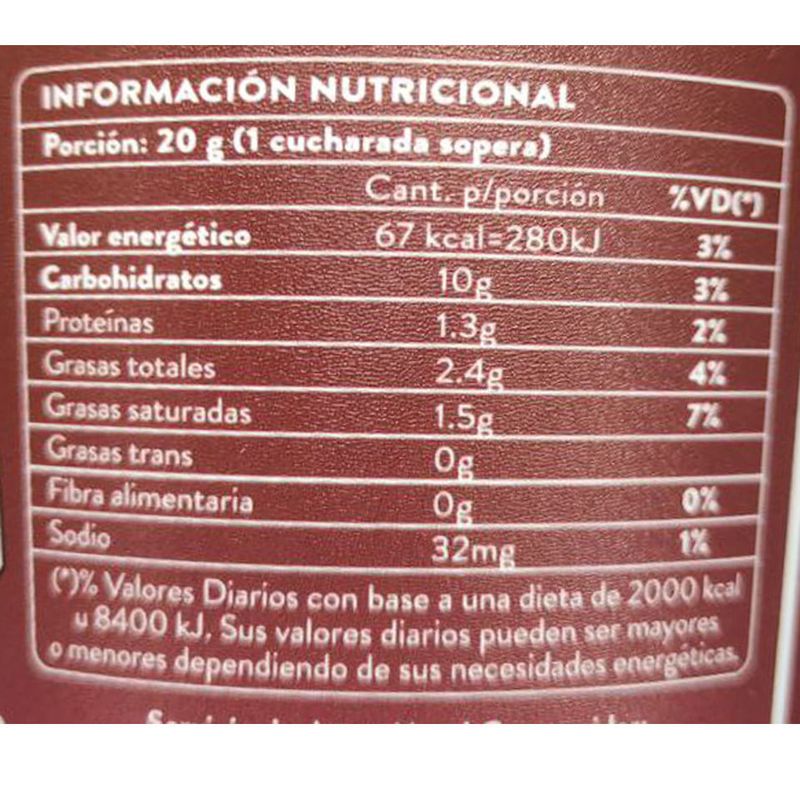 INFORMACIÓN NUTRICIONAL
Porción: 20 g (1 cucharada sopera)
Cant. p/porción %VD(*)
Valor energético 67 kcal=280kJ 3%
Carbohidratos 10g 3%
Proteínas 1.3g 2%
Grasas totales 2.4g 4%
Grasas saturadas 1.5g 7%
Grasas trans 0g
Fibra alimentaria 0g 0%
Sodio 32mg 1%
(*)% Valores Diarios con base a una dieta de 2000 kcal
u 8400 kJ. Sus valores diarios pueden ser mayores
o menores dependiendo de sus necesidades energéticas.